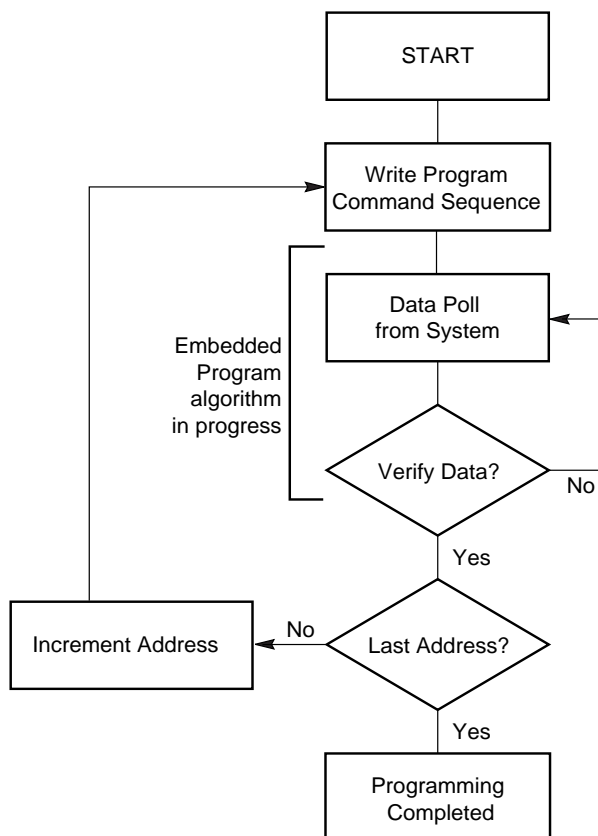 START
Write Program
Command Sequence
Data Poll
from System
Embedded
Program
algorithm
in progress
Verify Data?
No
Yes
Increment Address
No
Last Address?
Yes
Programming
Completed